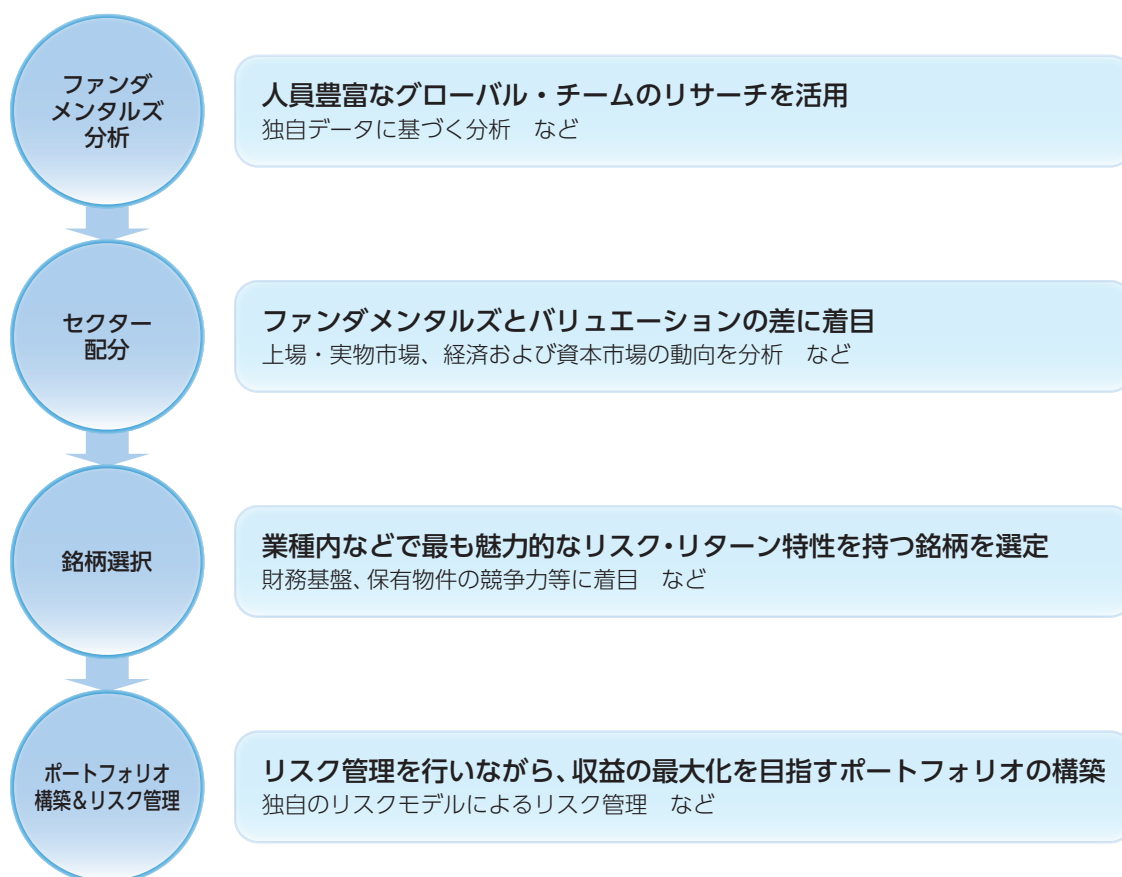 ファンダ
メンタルズ
分析
人員豊富なグローバル・チームのリサーチを活用
独自データに基づく分析　など
セクター
配分
ファンダメンタルズとバリュエーションの差に着目
上場・実物市場、経済および資本市場の動向を分析　など
銘柄選択
業種内などで最も魅力的なリスク・リターン特性を持つ銘柄を選定
財務基盤、保有物件の競争力等に着目　など
ポートフォリオ
構築&リスク管理
リスク管理を行いながら、収益の最大化を目指すポートフォリオの構築
独自のリスクモデルによるリスク管理　など